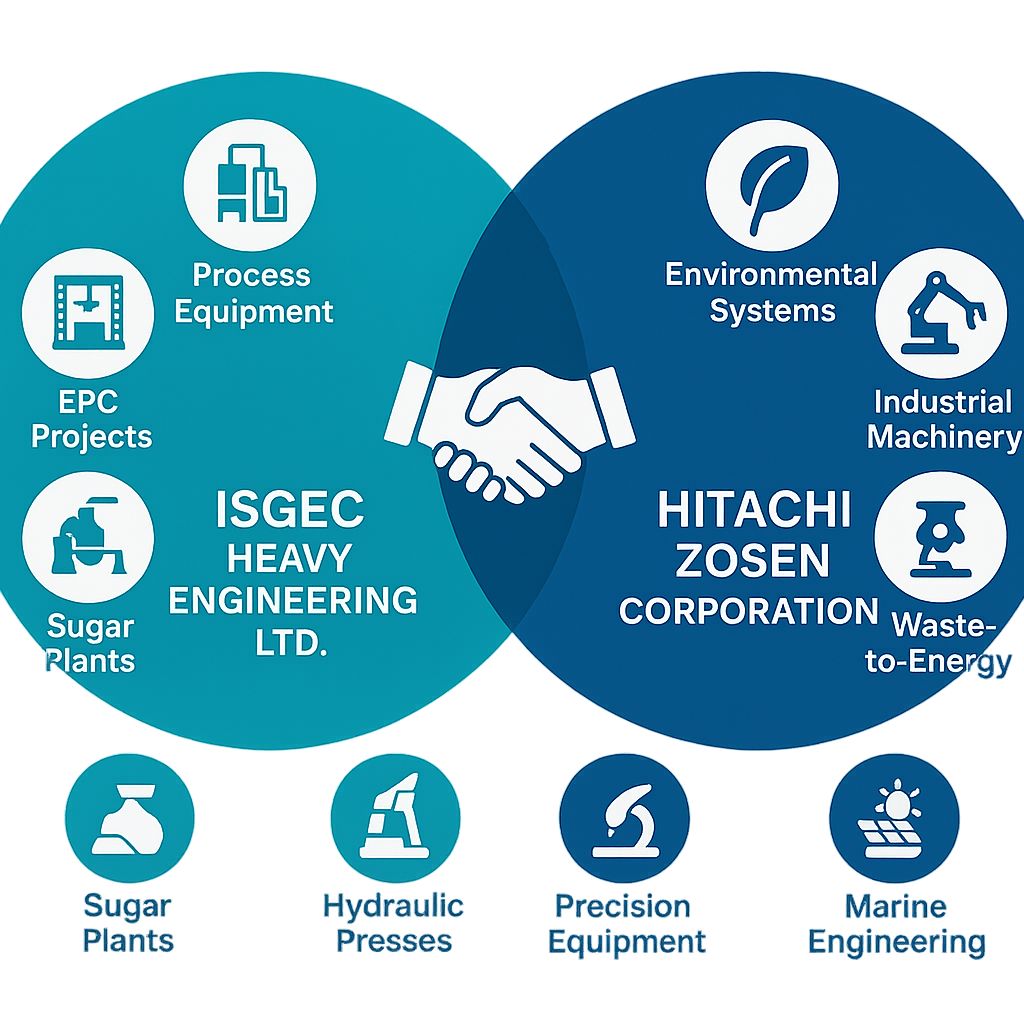 Process
Equipment
EPC
Projects
Sugar
Plants
ISGEC
HEAVY
ENGINEERING
LTD.
Environmental
Systems
Industrial
Machinery
HITACHI
ZOSEN
CORPORATION
Waste-
to-Energy
Sugar
Plants
Hydraulic
Presses
Precision
Equipment
Marine
Engineering